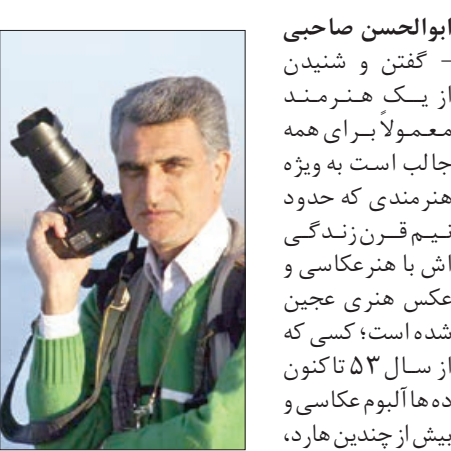 ابوالحسن صاحبی
- گفتن و شنیدن
از یک هنرمند
معمولاً برای همه
جالب است به ویژه
هنرمندی که حدود
نیم قرن زندگی
اش با هنر عکاسی و
عکس هنری عجین
شده است؛ کسی که
از سال ۵۳ تاکنون
ده ها آلبوم عکاسی و
بیش از چندین هارد،